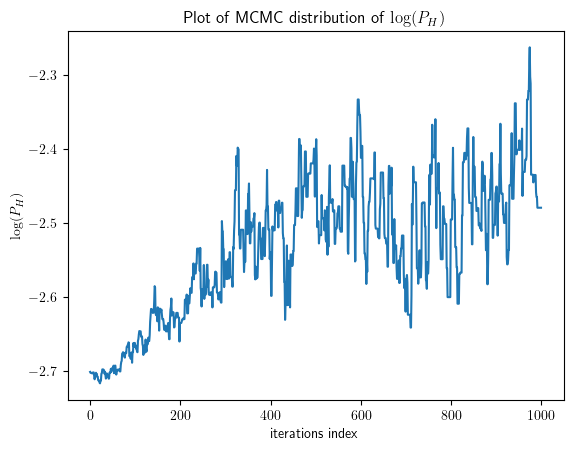 Plot of MCMC distribution of log(P_H)
log(P_H)
−2.3
−2.4
−2.5
−2.6
−2.7
0 200 400 600 800 1000
iterations index